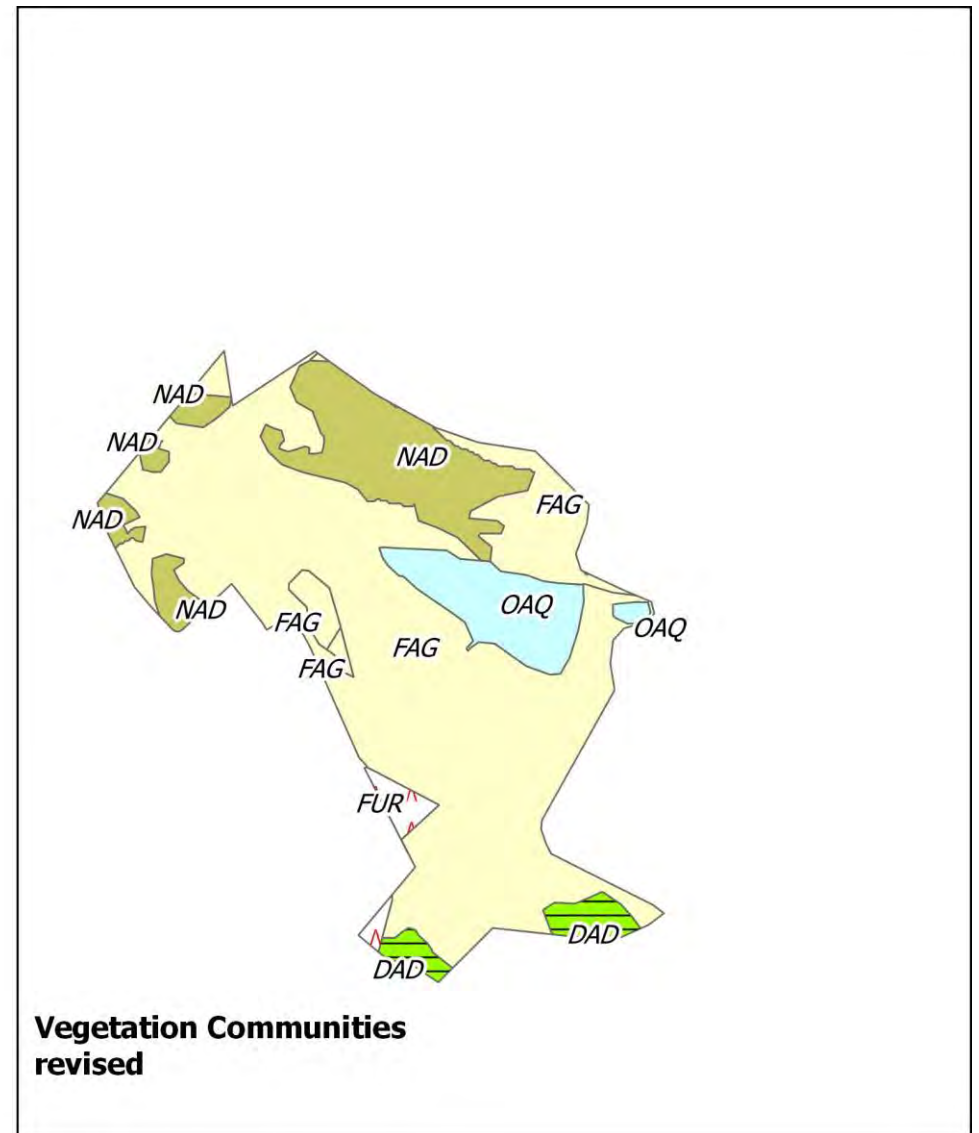 NAD
NAD
NAD
FAG
NAD
OAQ
NAD
FAG
OAQ
FAG
FAG
FUR
DAD
DAD
Vegetation Communities
revised